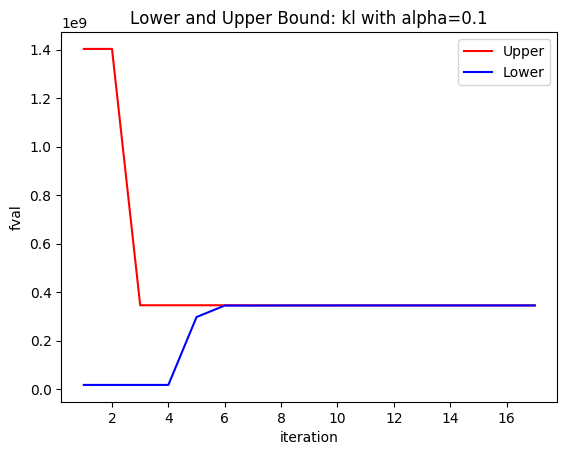 Lower and Upper Bound: kl with alpha=0.1
1e9
Upper
Lower
1.4
1.2
1.0
0.8
0.6
0.4
0.2
0.0
fval
2 4 6 8 10 12 14 16
iteration